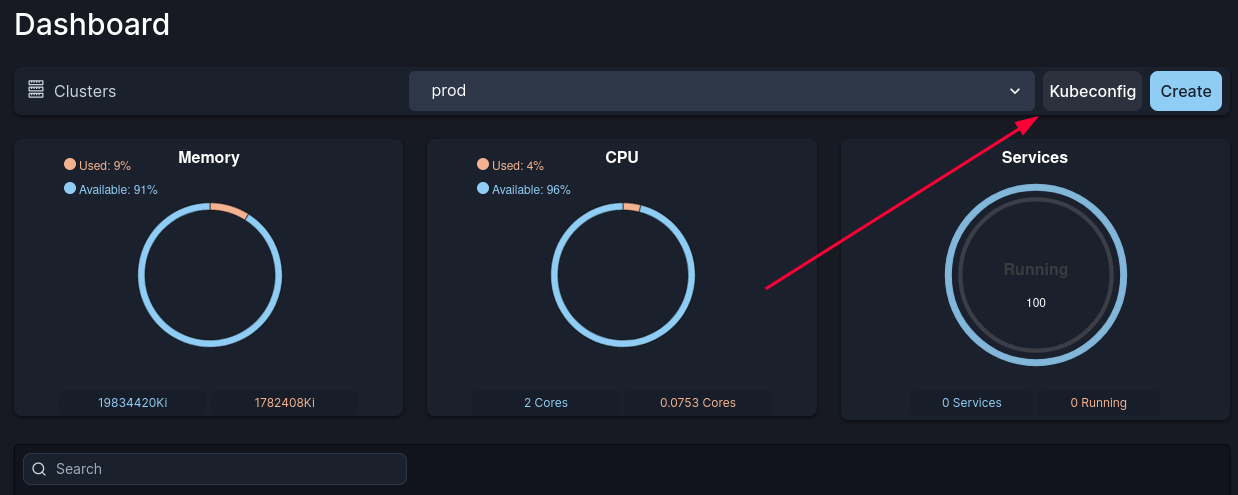 Dashboard
Clusters
prod
Kubeconfig
Create
Memory
Used: 9%
Available: 91%
19834420Ki
1782408Ki
CPU
Used: 4%
Available: 96%
2 Cores
0.0753 Cores
Services
Running
100
0 Services
0 Running
Search